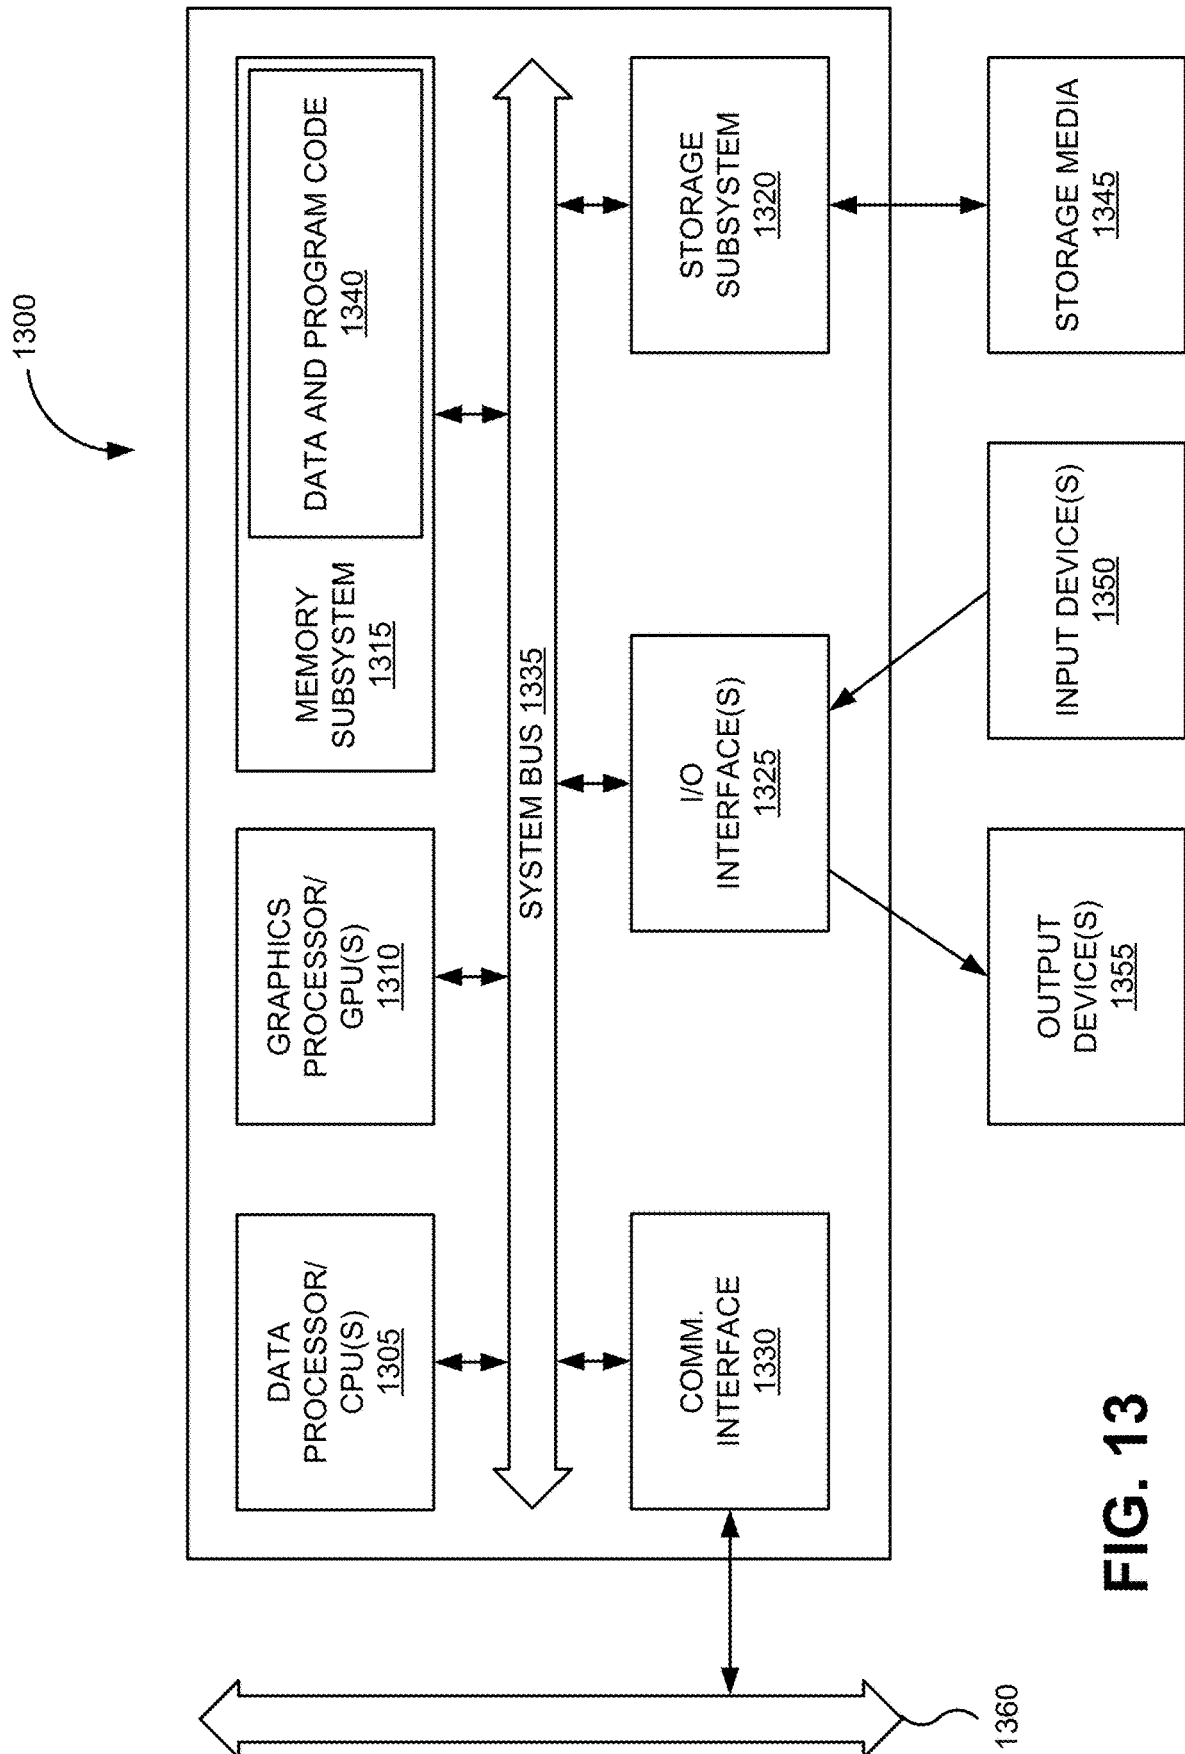 1300
DATA
PROCESSOR/
CPU(S)
1305
GRAPHICS
PROCESSOR/
GPU(S)
1310
MEMORY
SUBSYSTEM
1315
DATA AND PROGRAM CODE
1340
SYSTEM BUS 1335
COMM.
INTERFACE
1330
I/O
INTERFACE(S)
1325
STORAGE
SUBSYSTEM
1320
1360
OUTPUT
DEVICE(S)
1355
INPUT DEVICE(S)
1350
STORAGE MEDIA
1345
FIG. 13